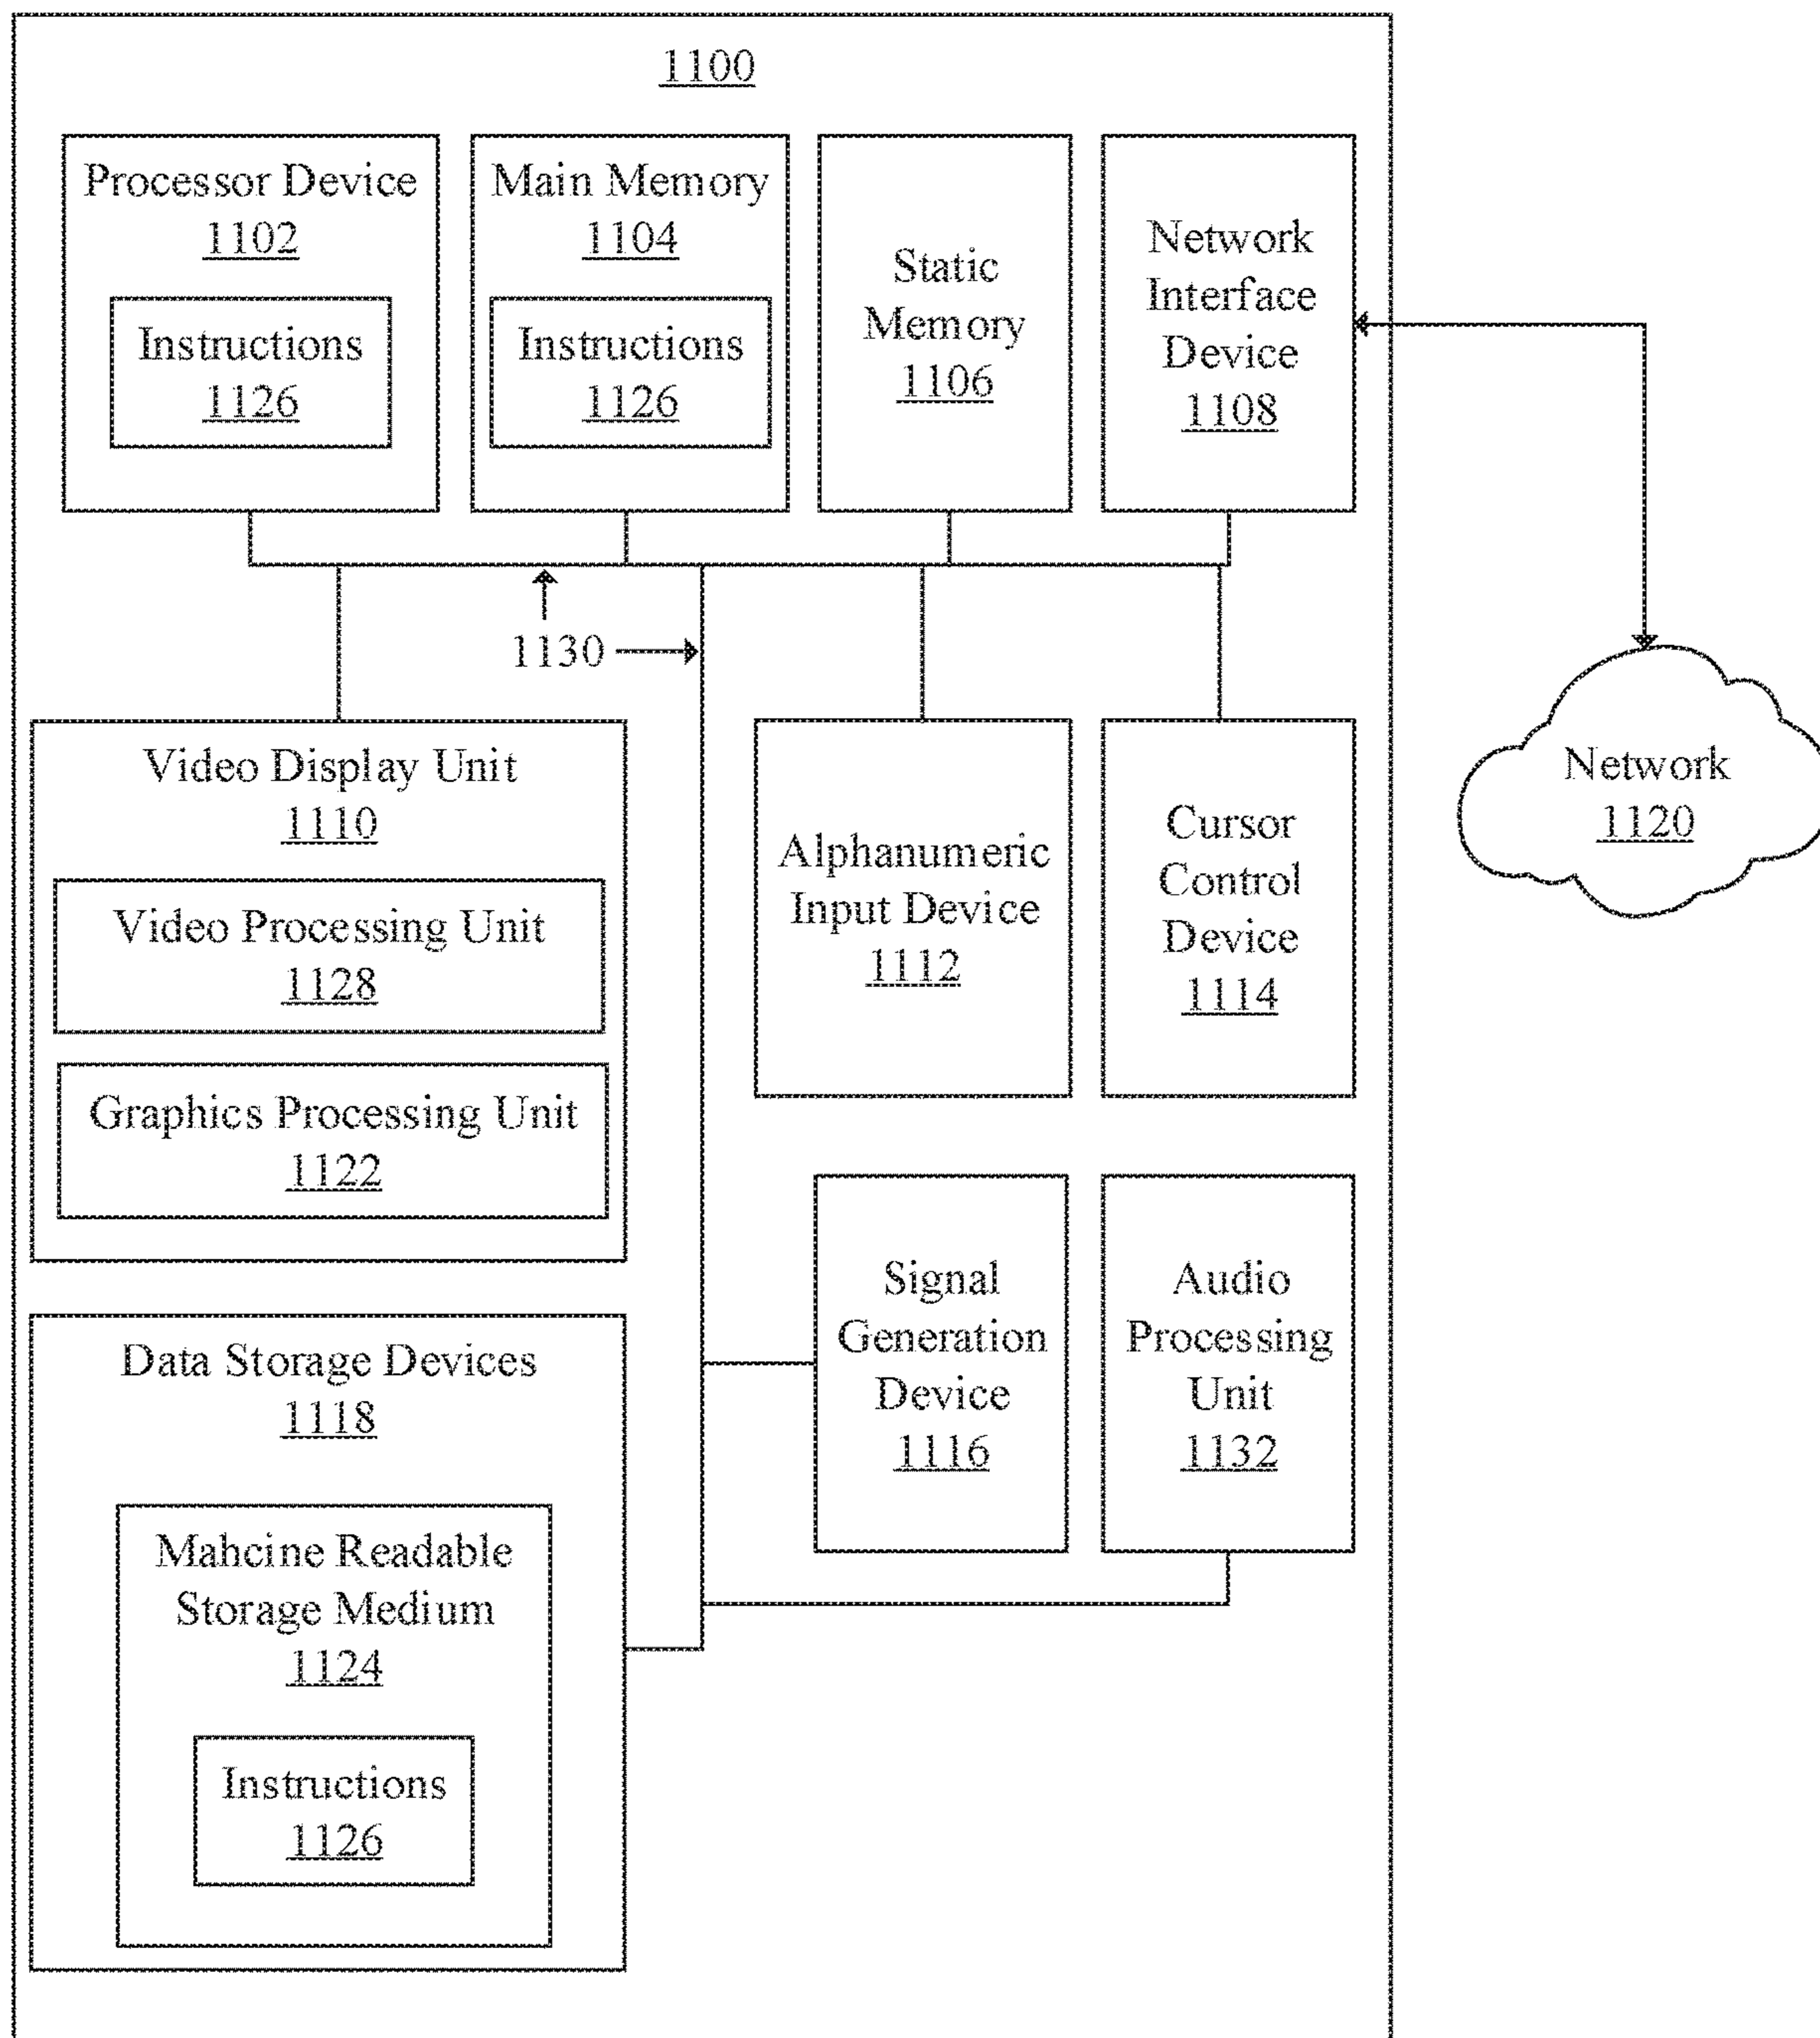 1100
Processor Device
1102
Instructions
1126
Main Memory
1104
Instructions
1126
Static
Memory
1106
Network
Interface
Device
1108
1130
Video Display Unit
1110
Video Processing Unit
1128
Graphics Processing Unit
1122
Alphanumeric
Input Device
1112
Cursor
Control
Device
1114
Network
1120
Data Storage Devices
1118
Mahcine Readable
Storage Medium
1124
Instructions
1126
Signal
Generation
Device
1116
Audio
Processing
Unit
1132